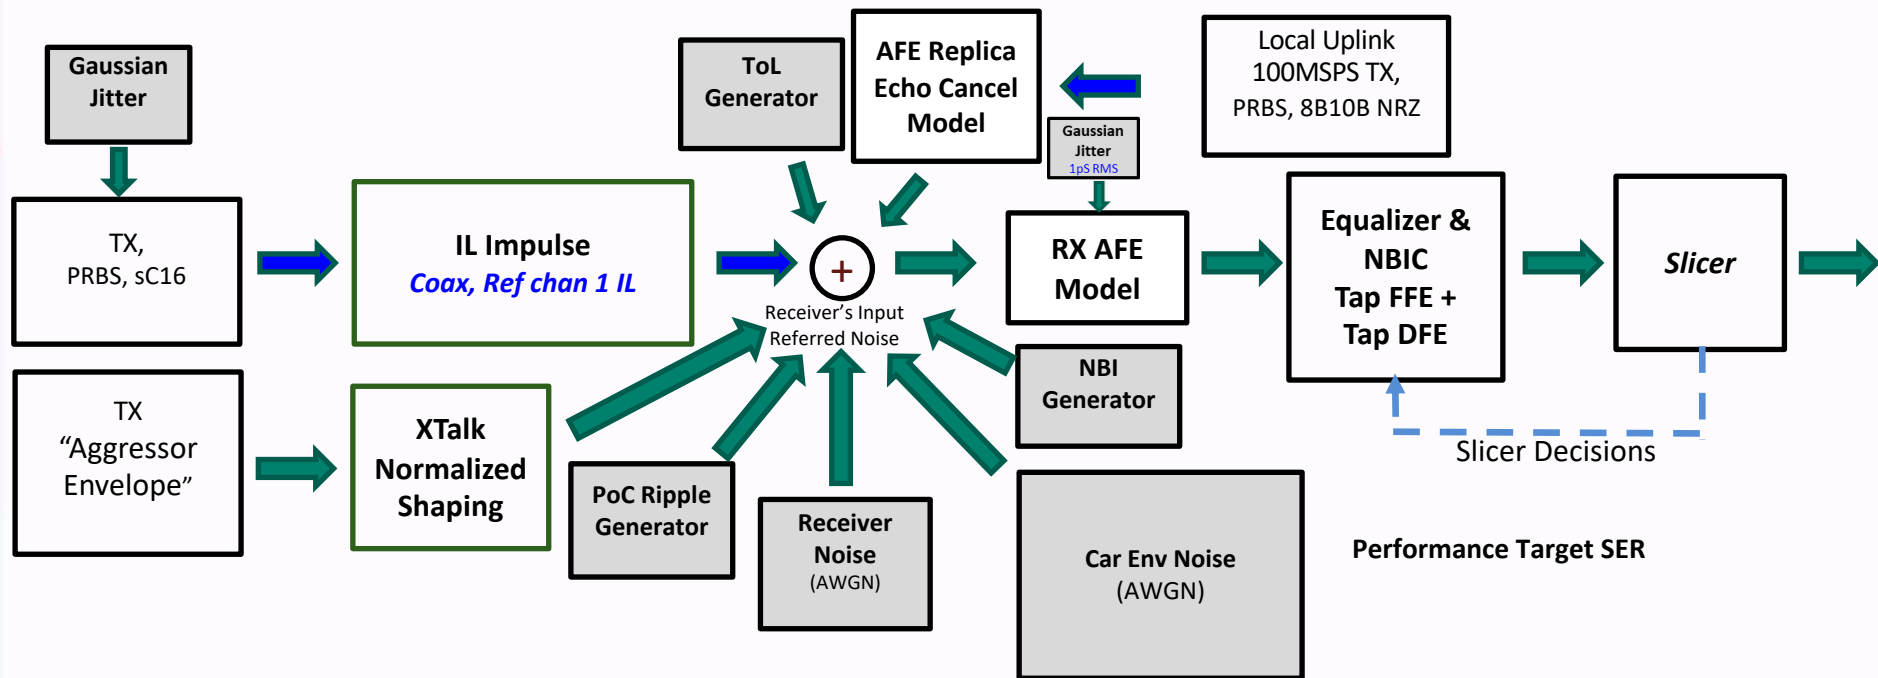 Gaussian
Jitter
ToL
Generator
AFE Replica
Echo Cancel
Model
Local Uplink
100MSPS TX,
PRBS, 8B10B NRZ
Gaussian
Jitter
1pS RMS
TX,
PRBS, sC16
IL Impulse
Coax, Ref chan 1 IL
+
Receiver's Input
Referred Noise
RX AFE
Model
Equalizer &
NBIC
Tap FFE +
Tap DFE
Slicer
Slicer Decisions
TX
“Aggressor
Envelope”
XTalk
Normalized
Shaping
PoC Ripple
Generator
Receiver
Noise
(AWGN)
NBI
Generator
Car Env Noise
(AWGN)
Performance Target SER